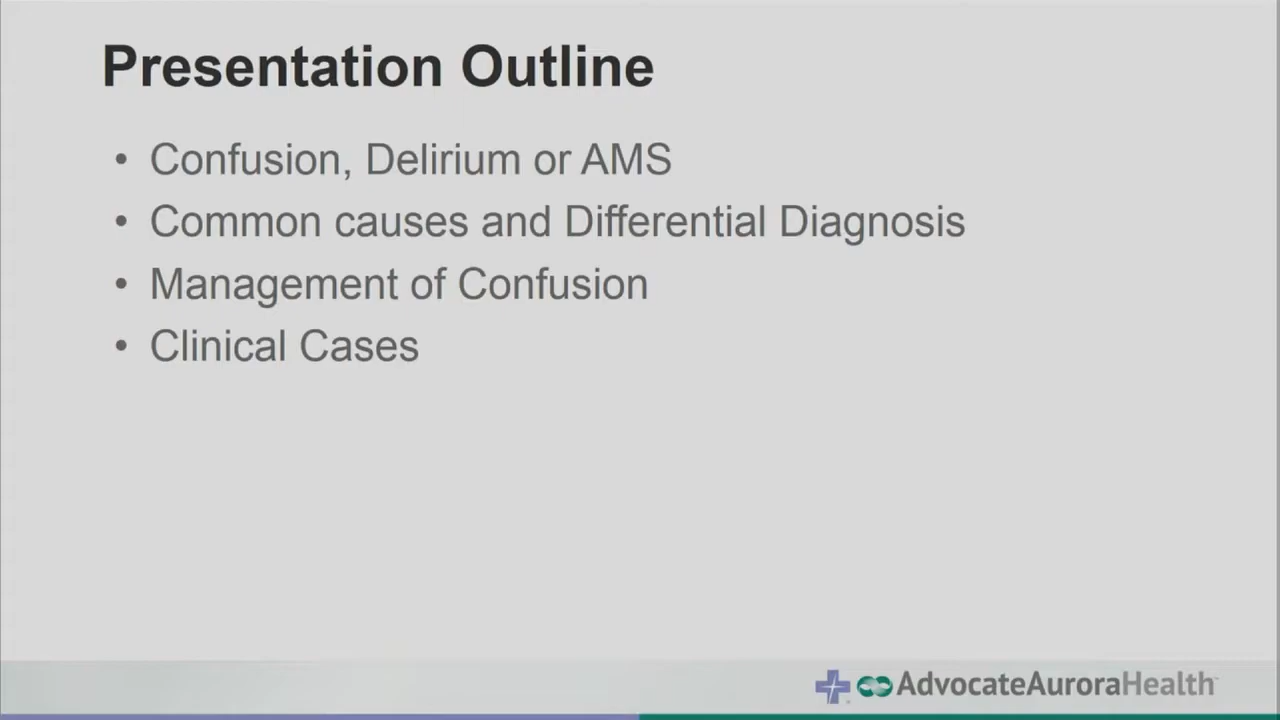 Presentation Outline
• Confusion, Delirium or AMS
• Common causes and Differential Diagnosis
• Management of Confusion
• Clinical Cases
AdvocateAuroraHealth